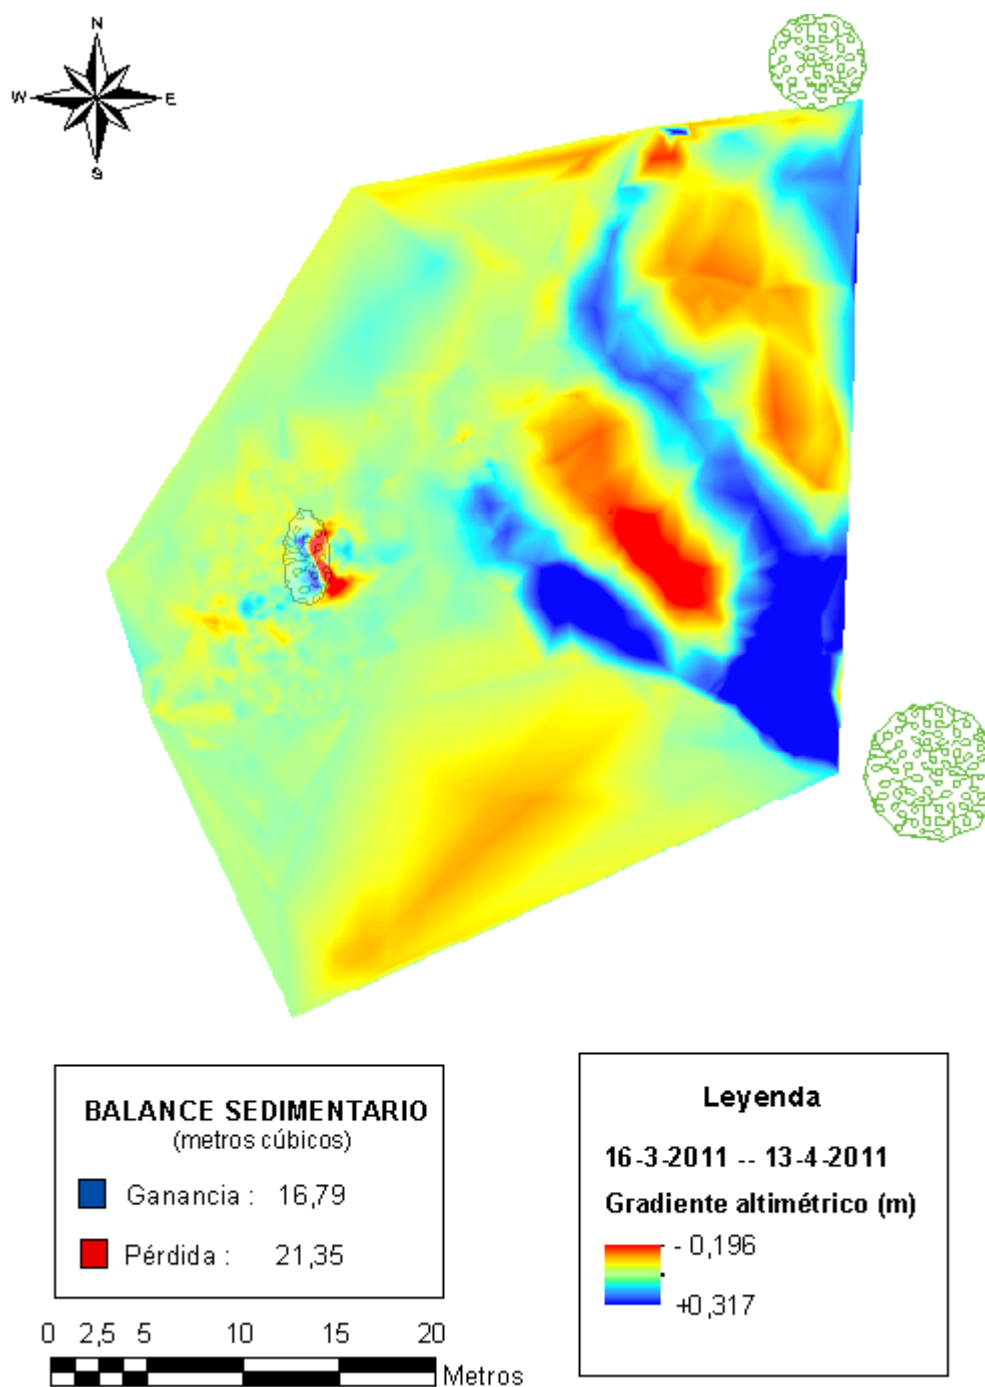 N
W E
S
BALANCE SEDIMENTARIO
(metros cúbicos)
Ganancia : 16,79
Pérdida : 21,35
0 2,5 5 10 15 20
Metros
Leyenda
16-3-2011 -- 13-4-2011
Gradiente altimétrico (m)
- 0,196
+0,317